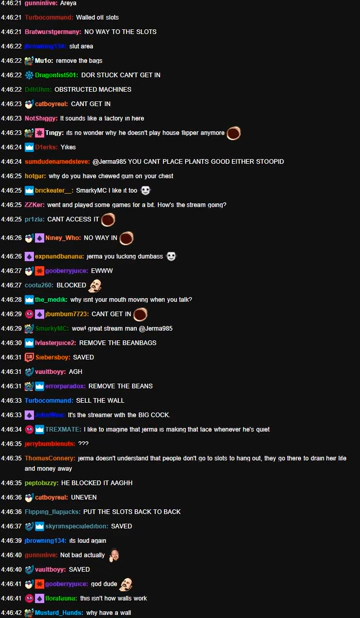 4:46:21 gunninlive: Areya
4:46:21 Turbocommand: Walled off slots
4:46:21 Bratwurstgermany: NO WAY TO THE SLOTS
4:46:22 jbrowning134: slut area
4:46:22 Mu1o: remove the bags
4:46:22 Dragonfist501: DOR STUCK CAN'T GET IN
4:46:22 OBSTRUCTED MACHINES
4:46:23 catboyreal: CANT GET IN
4:46:23 NotShuggy: It sounds like a factory in here
4:46:23 Tingy: its no wonder why he doesn't play house flipper anymore
4:46:24 Yikes
4:46:24 sumdudenamedsteve: @Jerma985 YOU CANT PLACE PLANTS GOOD EITHER STOOPID
4:46:25 hotgar: why do you have chewed gum on your chest
4:46:25 brickeater__: SmarkyMC I like it too
4:46:25 ZZKer: went and played some games for a bit. How's the stream going?
4:46:25 pr1zlu: CANT ACCESS IT
4:46:26 Niney_Who: NO WAY IN
4:46:26 expandbanana: jerma you fucking dumbass
4:46:27 gooberryjuice: EWWW
4:46:27 coota260: BLOCKED
4:46:28 the_medrk: why isnt your mouth moving when you talk?
4:46:29 jbumbum7723: CANT GET IN
4:46:29 SmarkyMC: wow! great stream man @Jerma985
4:46:30 lvlusterjuice2: REMOVE THE BEANBAGS
4:46:31 Siebersboy: SAVED
4:46:31 vaultboyy: AGH
4:46:31 errorparadox: REMOVE THE BEANS
4:46:33 Turbocommand: SELL THE WALL
4:46:33 It's the streamer with the BIG COCK.
4:46:34 TREXMATE: I like to imagine that jerma is making that face whenever he's quiet
4:46:35 jerrybumblenuts: ???
4:46:35 ThomasConnery: jerma doesn't understand that people don't go to slots to hang out, they go there to drain heir life
and money away
4:46:35 peptobizzy: HE BLOCKED IT AAGHH
4:46:36 catboyreal: UNEVEN
4:46:36 Flipping_flapjacks: PUT THE SLOTS BACK TO BACK
4:46:37 skyrimspecialedition: SAVED
4:46:39 jbrowning134: its loud again
4:46:40 gunninlive: Not bad actually
4:46:40 vaultboyy: SAVED
4:46:41 gooberryjuice: god dude
4:46:41 floratuuna: this isn't how walls work
4:46:42 Mustard_Hands: why have a wall